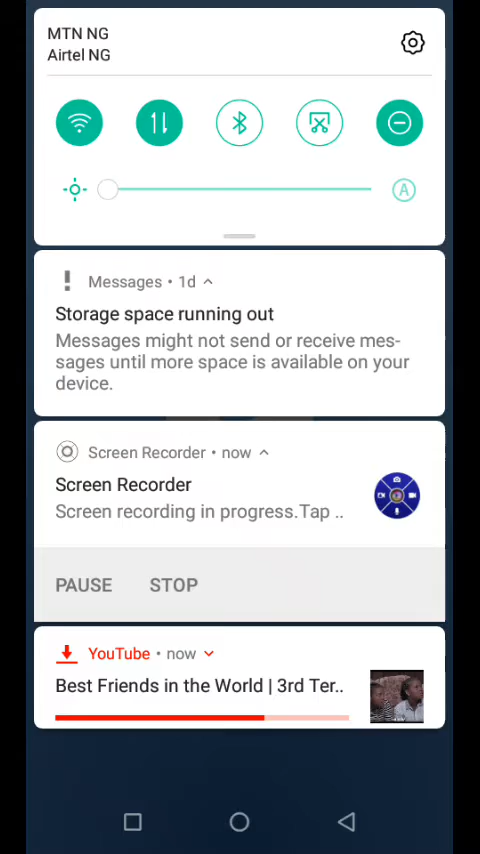 MTN NG
Airtel NG
A
Messages • 1d
Storage space running out
Messages might not send or receive mes-
sages until more space is available on your
device.
Screen Recorder • now
Screen Recorder
Screen recording in progress.Tap ..
PAUSE STOP
YouTube • now
Best Friends in the World | 3rd Ter..